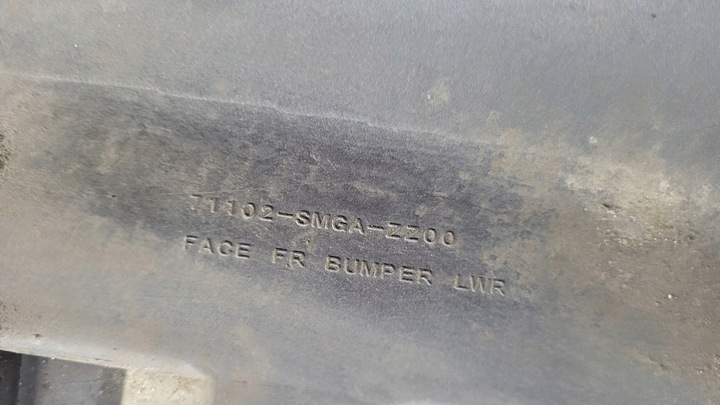 71102-SMGA-ZZ00
FACE FR BUMPER LWR